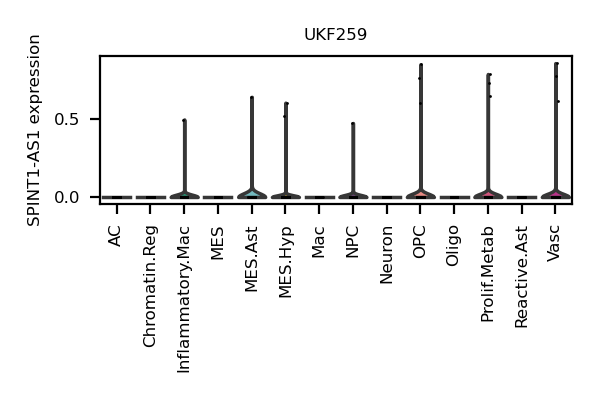 UKF259
SPINT1-AS1 expression
0.5
0.0
AC
Chromatin.Reg
Inflammatory.Mac
MES
MES.Ast
MES.Hyp
Mac
NPC
Neuron
OPC
Oligo
Prolif.Metab
Reactive.Ast
Vasc